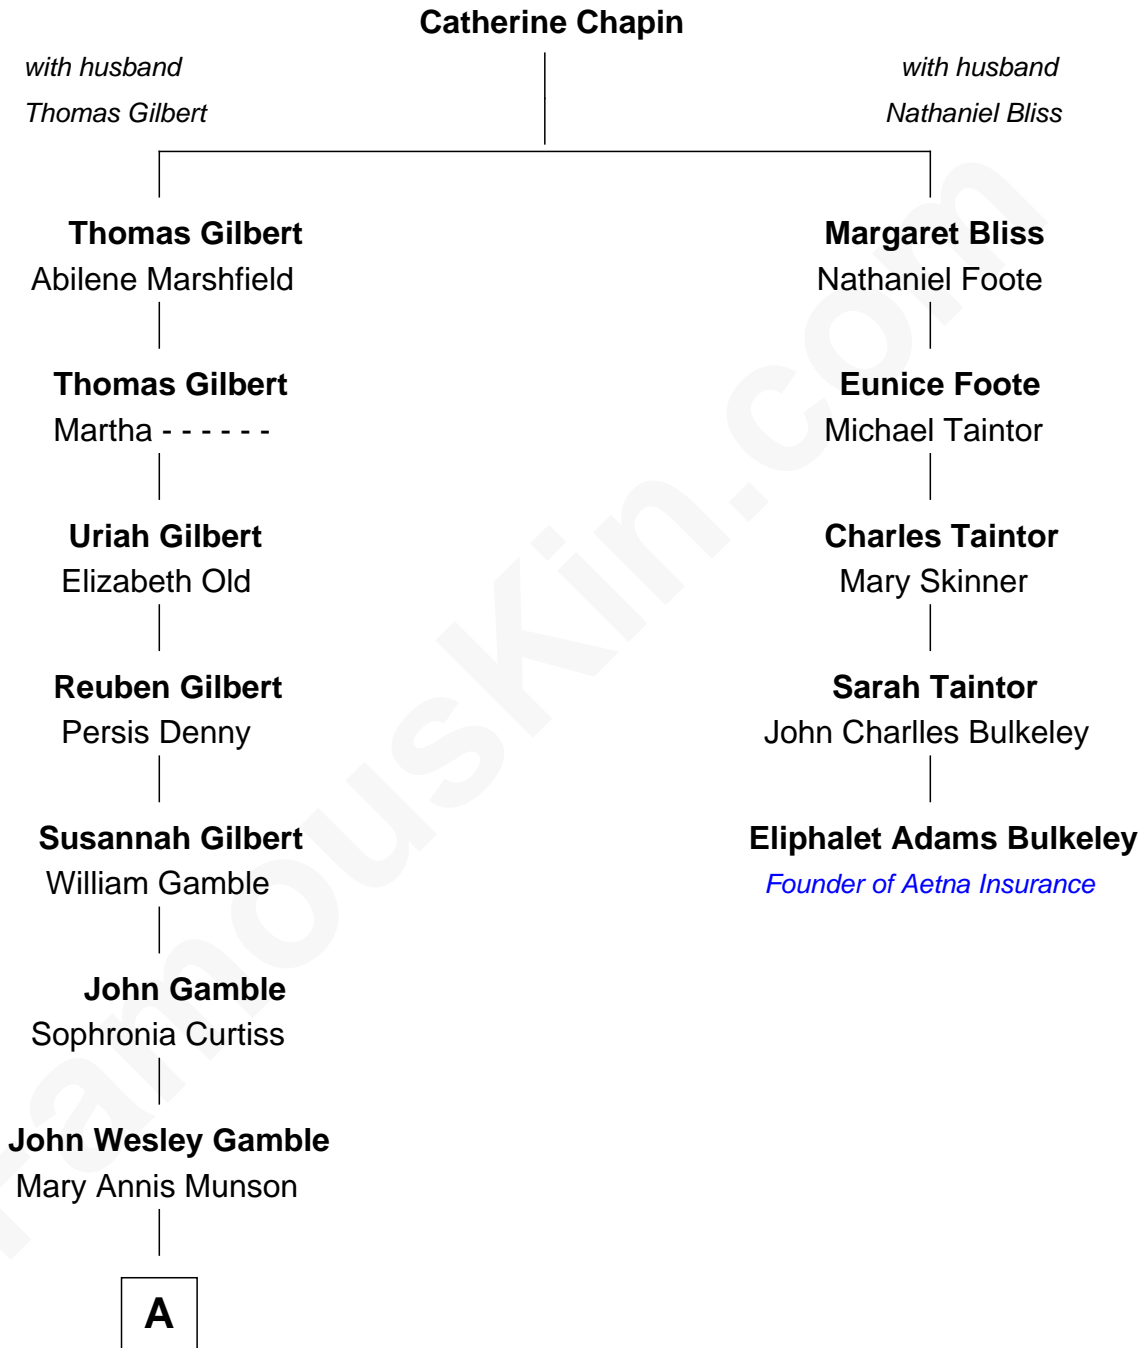 Catherine Chapin
with husband
Thomas Gilbert
with husband
Nathaniel Bliss
Thomas Gilbert
Abilene Marshfield
Margaret Bliss
Nathaniel Foote
Thomas Gilbert
Martha - - - - - -
Eunice Foote
Michael Taintor
Uriah Gilbert
Elizabeth Old
Charles Taintor
Mary Skinner
Reuben Gilbert
Persis Denny
Sarah Taintor
John Charlles Bulkeley
Susannah Gilbert
William Gamble
Eliphalet Adams Bulkeley
Founder of Aetna Insurance
John Gamble
Sophronia Curtiss
John Wesley Gamble
Mary Annis Munson
A
FamousKin.com